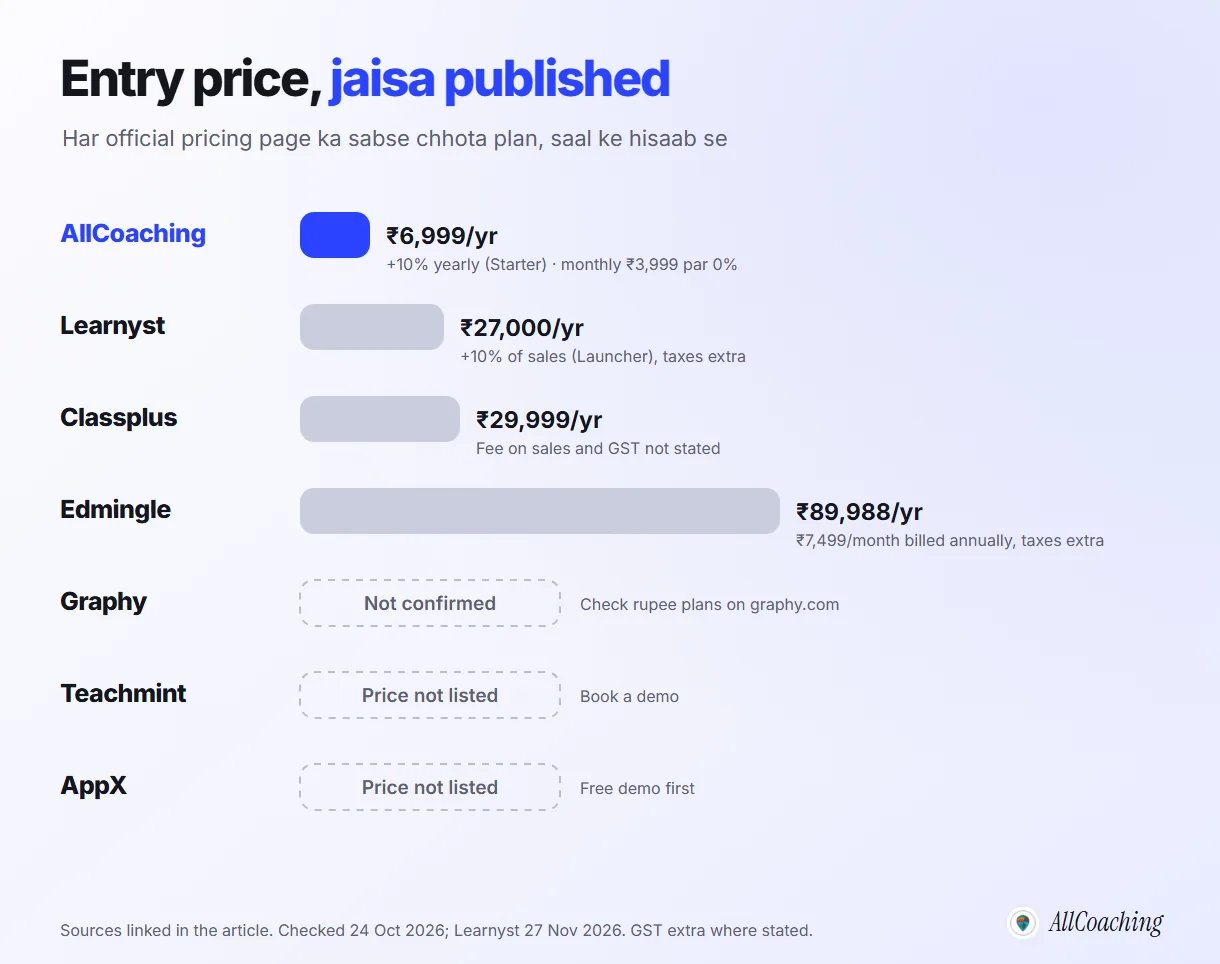 Entry price, jaisa published
Har official pricing page ka sabse chhota plan, saal ke hisaab se
AllCoaching
₹6,999/yr
+10% yearly (Starter) · monthly ₹3,999 par 0%
Learnyst
₹27,000/yr
+10% of sales (Launcher), taxes extra
Classplus
₹29,999/yr
Fee on sales and GST not stated
Edmingle
₹89,988/yr
₹7,499/month billed annually, taxes extra
Graphy
Not confirmed
Check rupee plans on graphy.com
Teachmint
Price not listed
Book a demo
AppX
Price not listed
Free demo first
Sources linked in the article. Checked 24 Oct 2026; Learnyst 27 Nov 2026. GST extra where stated.
AllCoaching